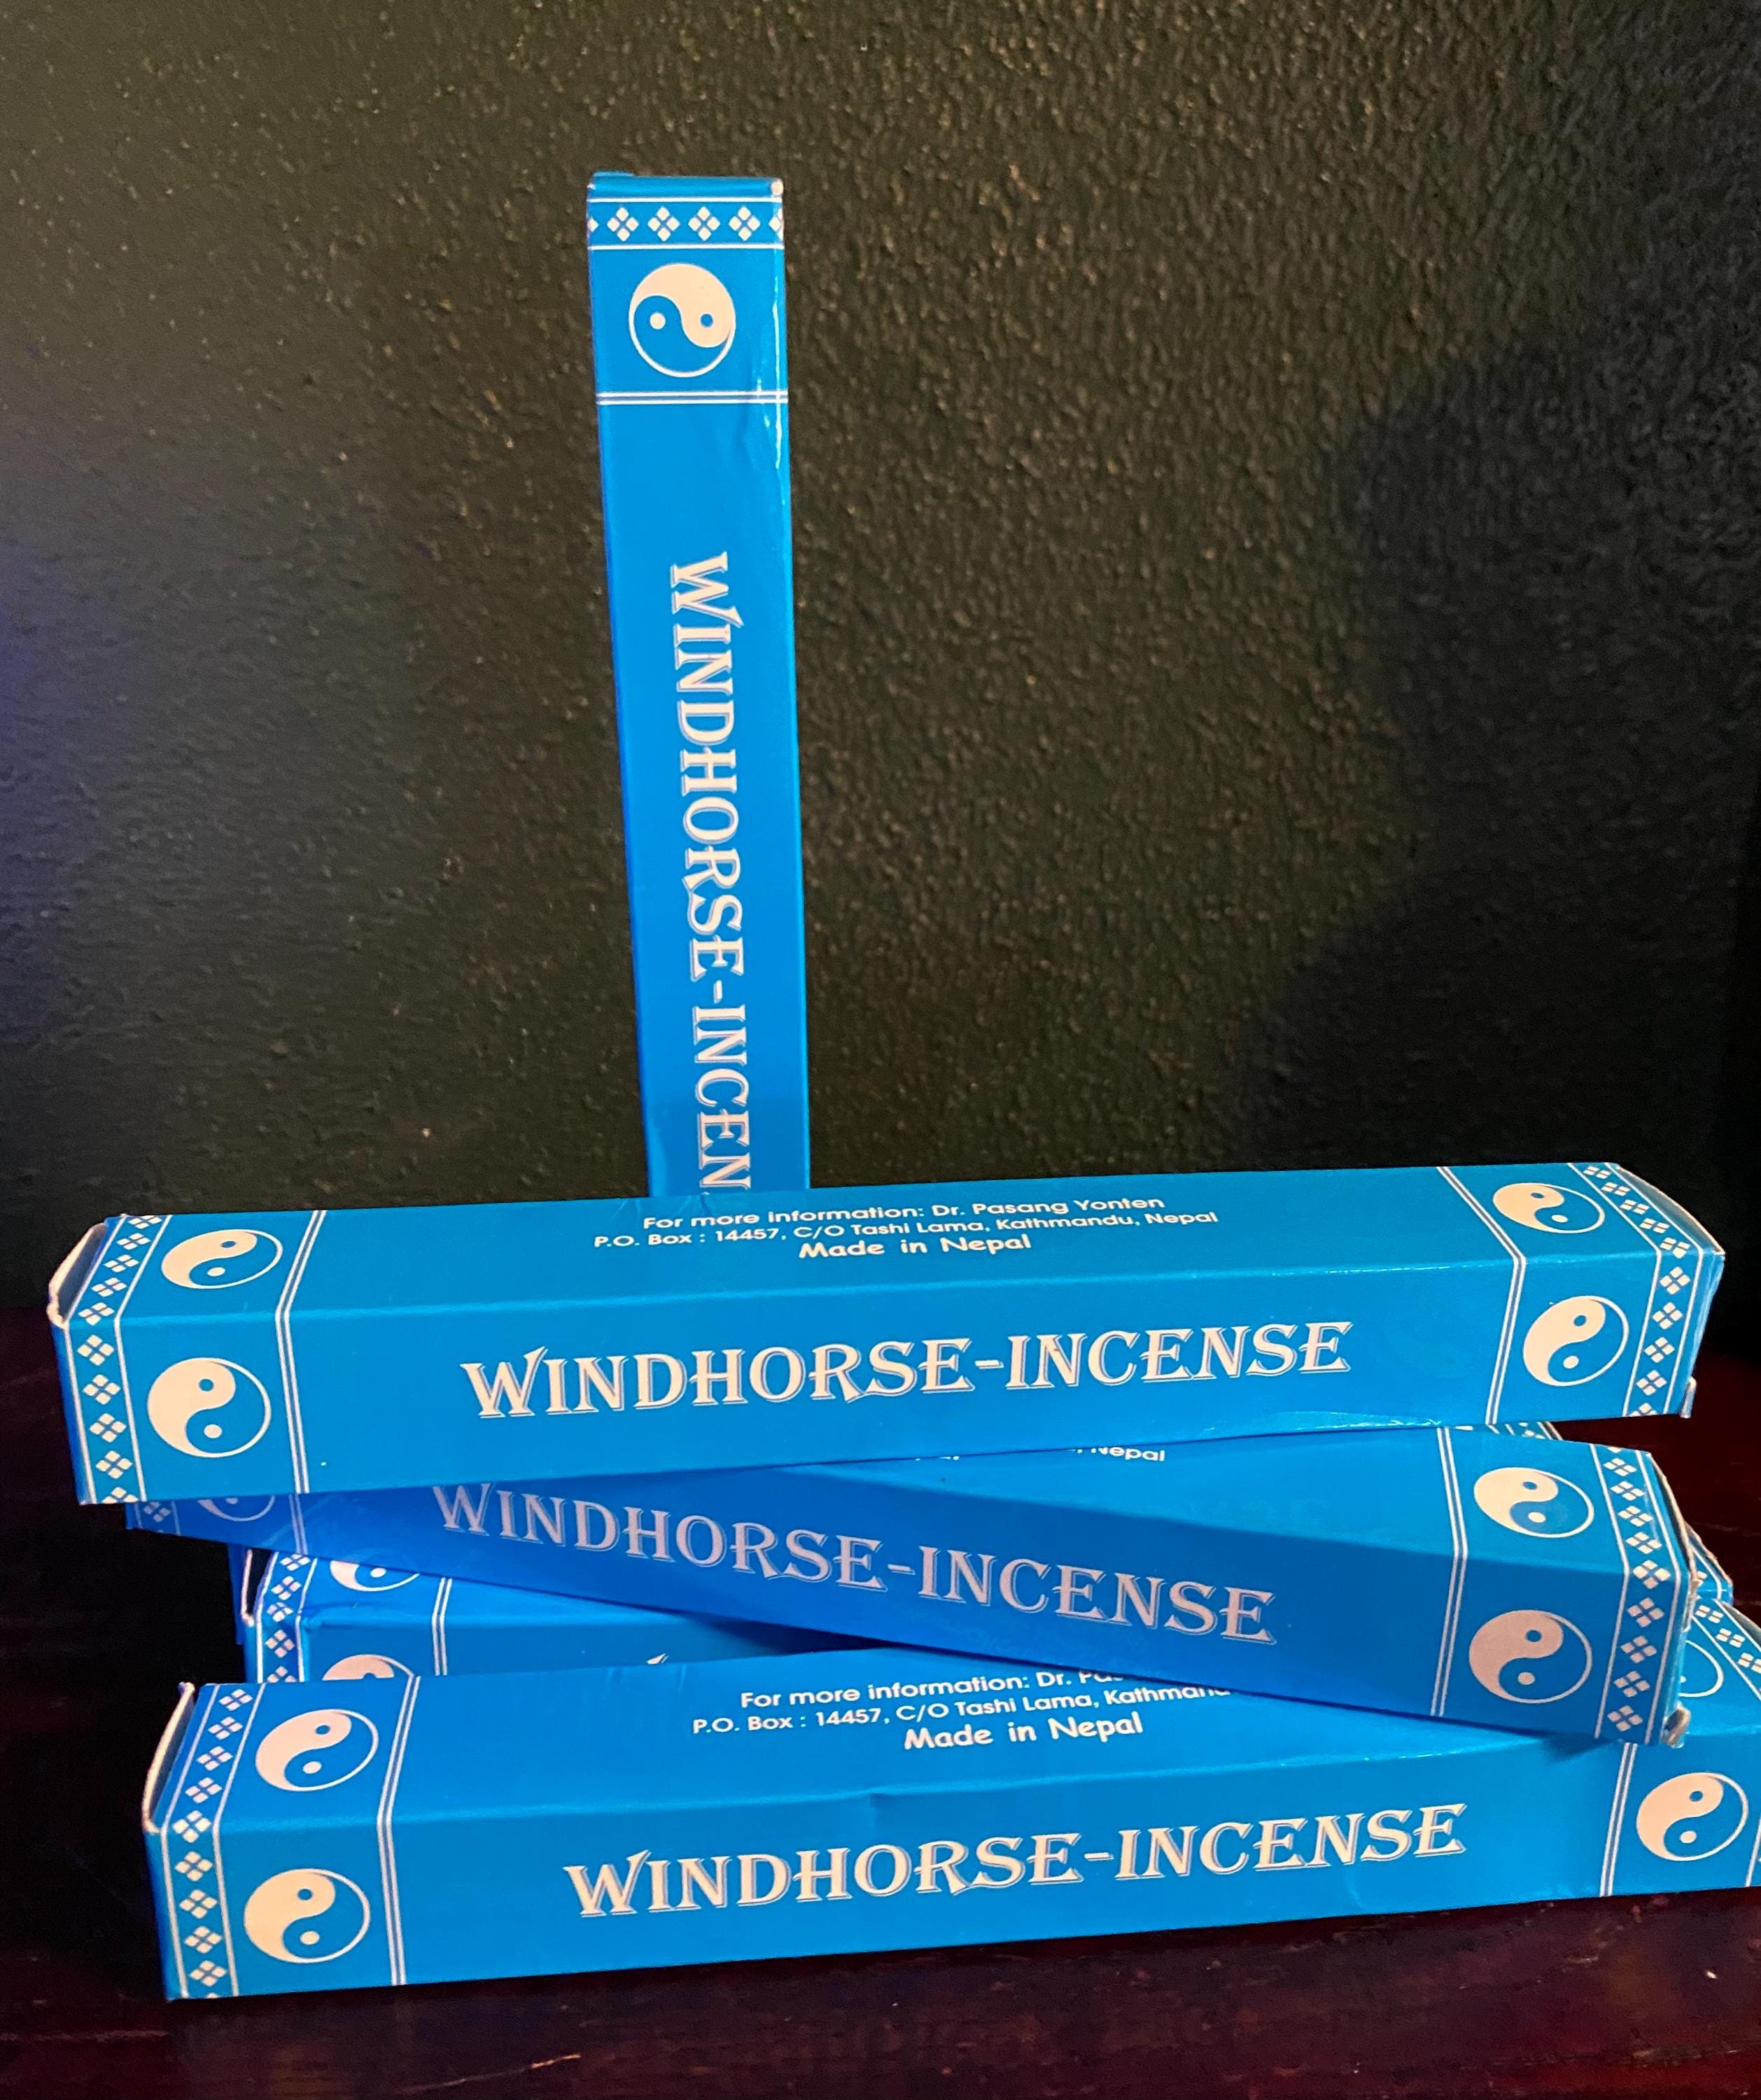 WINDHORSE-INCEN
For more information: Dr. Pasang Yonten
P.O. Box : 14457, C/O Tashi Lama, Kathmandu, Nepal
Made in Nepal
WINDHORSE-INCENSE
Nepal
WINDHORSE-INCENSE
For more information: Dr.
P.O. Box : 14457, C/O Tashi Lama, Kathmandu
Made in Nepal
WINDHORSE-INCENSE